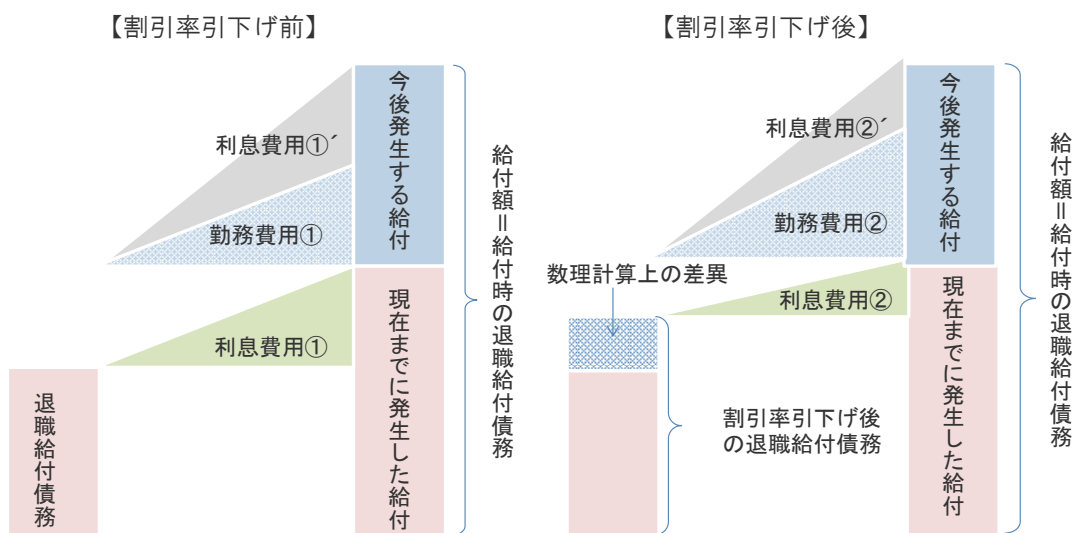 【割引率引下げ前】
利息費用①´
勤務費用①
利息費用①
退職給付債務
今後発生する給付
現在までに発生した給付
給付額＝給付時の退職給付債務
【割引率引下げ後】
利息費用②´
勤務費用②
数理計算上の差異
利息費用②
割引率引下げ後
の退職給付債務
今後発生する給付
現在までに発生した給付
給付額＝給付時の退職給付債務